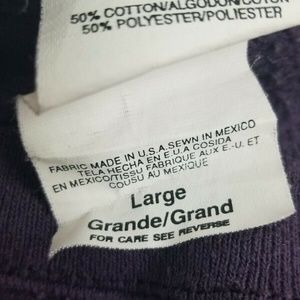 50% COTTON/ALGODON/COTON
50% POLYESTER/POLIESTER
FABRIC MADE IN U.S.A.SEWN IN MEXICO
TELA HECHA EN E U.A COSIDA
EN MEXICO/TISSU FABRIQUE AUX E-U. ET
COUSU AU MEXIQUE
Large
Grande/Grand
FOR CARE SEE REVERSE